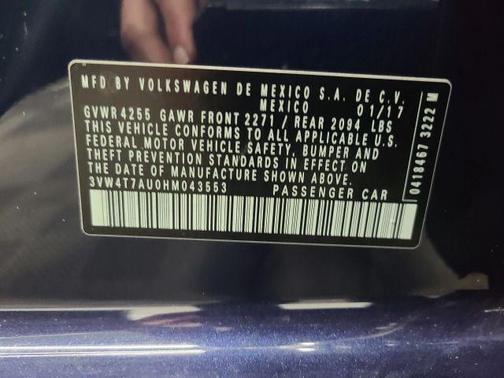 MFD BY VOLKSWAGEN DE MEXICO S.A. DE C.V.
MEXICO 01/17
GVWR 4255 GAWR FRONT 2271 / REAR 2094 LBS
THIS VEHICLE CONFORMS TO ALL APPLICABLE U.S.
FEDERAL MOTOR VEHICLE SAFETY, BUMPER AND
THEFT PREVENTION STANDARDS IN EFFECT ON
THE DATE OF MANUFACTURE SHOWN ABOVE.
3VW4T7AU0HM043553 PASSENGER CAR
0418467 3222 M